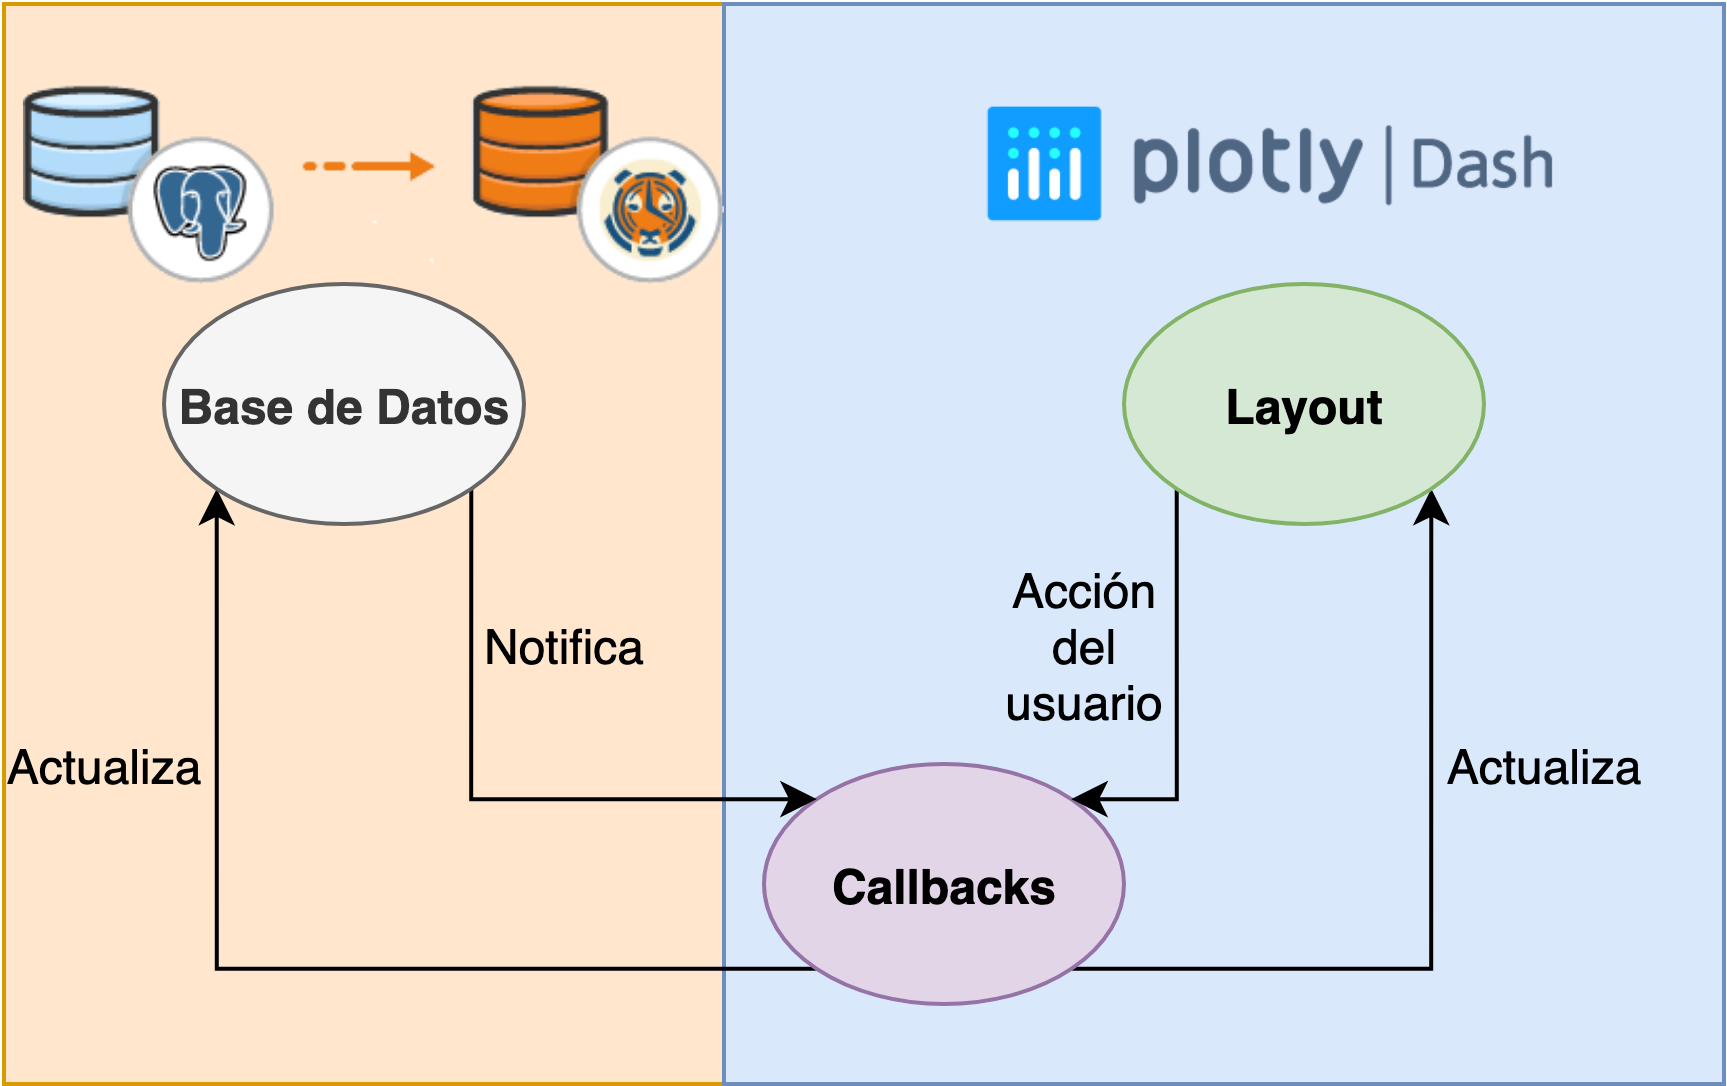 plotly | Dash
Base de Datos
Layout
Acción
del
usuario
Notifica
Actualiza
Actualiza
Callbacks